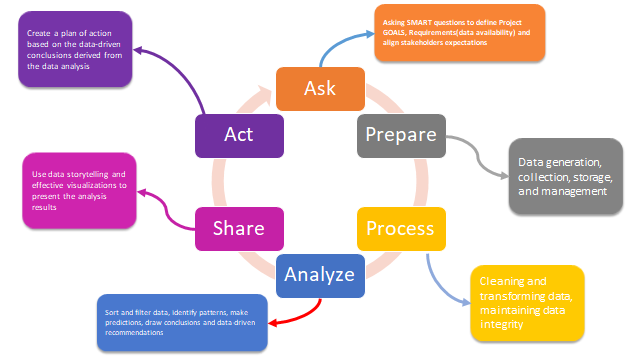 Create a plan of action
based on the data-driven
conclusions derived from
the data analysis
Asking SMART questions to define Project
GOALS, Requirements(data availability) and
align stakeholders expectations
Ask
Act
Prepare
Data generation,
collection, storage,
and management
Use data storytelling and
effective visualizations to
present the analysis
results
Share
Process
Analyze
Cleaning and
transforming data,
maintaining data
integrity
Sort and filter data, identify patterns, make
predictions, draw conclusions and data driven
recommendations